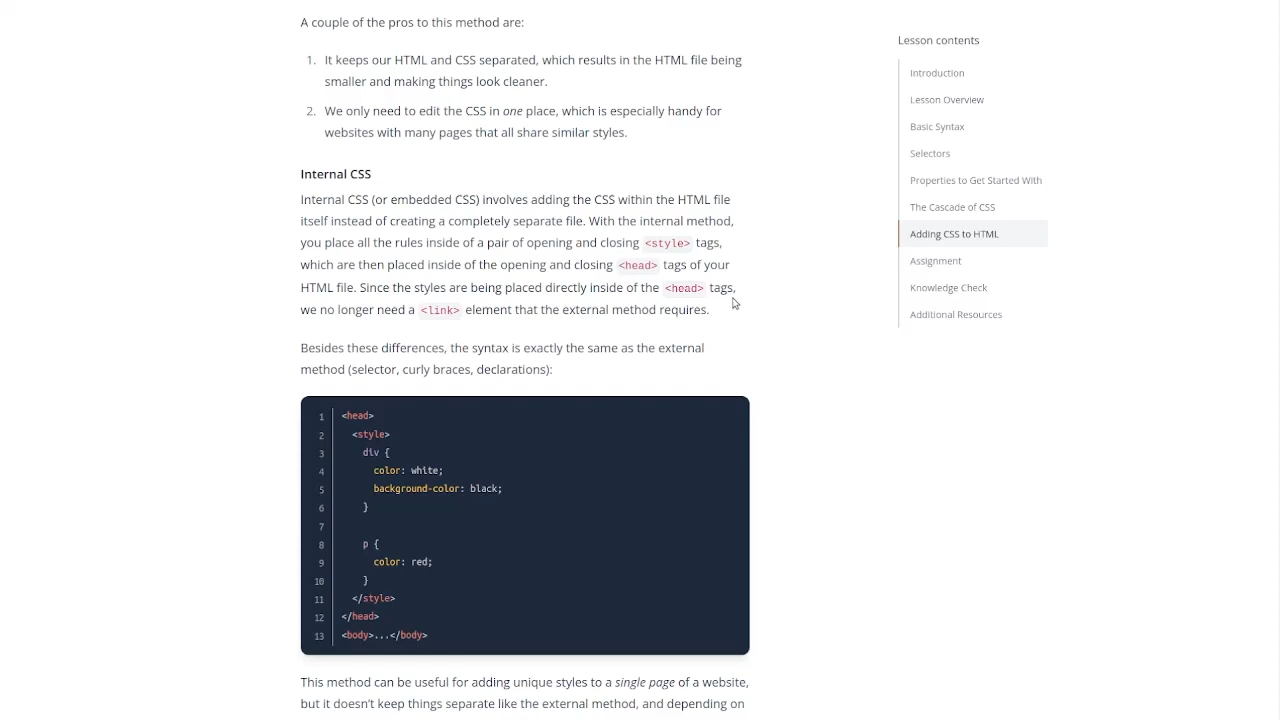 A couple of the pros to this method are:
1. It keeps our HTML and CSS separated, which results in the HTML file being
smaller and making things look cleaner.
2. We only need to edit the CSS in one place, which is especially handy for
websites with many pages that all share similar styles.
Internal CSS
Internal CSS (or embedded CSS) involves adding the CSS within the HTML file
itself instead of creating a completely separate file. With the internal method,
you place all the rules inside of a pair of opening and closing <style> tags,
which are then placed inside of the opening and closing <head> tags of your
HTML file. Since the styles are being placed directly inside of the <head> tags,
we no longer need a <link> element that the external method requires.
Besides these differences, the syntax is exactly the same as the external
method (selector, curly braces, declarations):
1 <head>
2   <style>
3     div {
4       color: white;
5       background-color: black;
6     }
7
8     p {
9       color: red;
10     }
11   </style>
12 </head>
13 <body>...</body>
This method can be useful for adding unique styles to a single page of a website,
but it doesn't keep things separate like the external method, and depending on
Lesson contents
Introduction
Lesson Overview
Basic Syntax
Selectors
Properties to Get Started With
The Cascade of CSS
Adding CSS to HTML
Assignment
Knowledge Check
Additional Resources